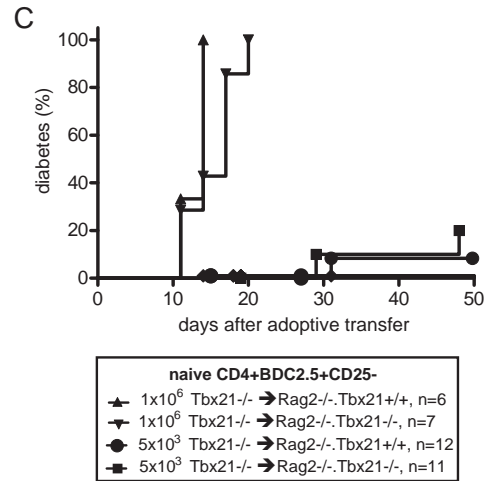 C
diabetes (%)
100
80
60
40
20
0
0 10 20 30 40 50
days after adoptive transfer
naive CD4+BDC2.5+CD25-
1x10⁶ Tbx21-/- ➔Rag2-/-.Tbx21+/+, n=6
1x10⁶ Tbx21-/- ➔Rag2-/-.Tbx21-/-, n=7
5x10³ Tbx21-/- ➔Rag2-/-.Tbx21+/+, n=12
5x10³ Tbx21-/- ➔Rag2-/-.Tbx21-/-, n=11